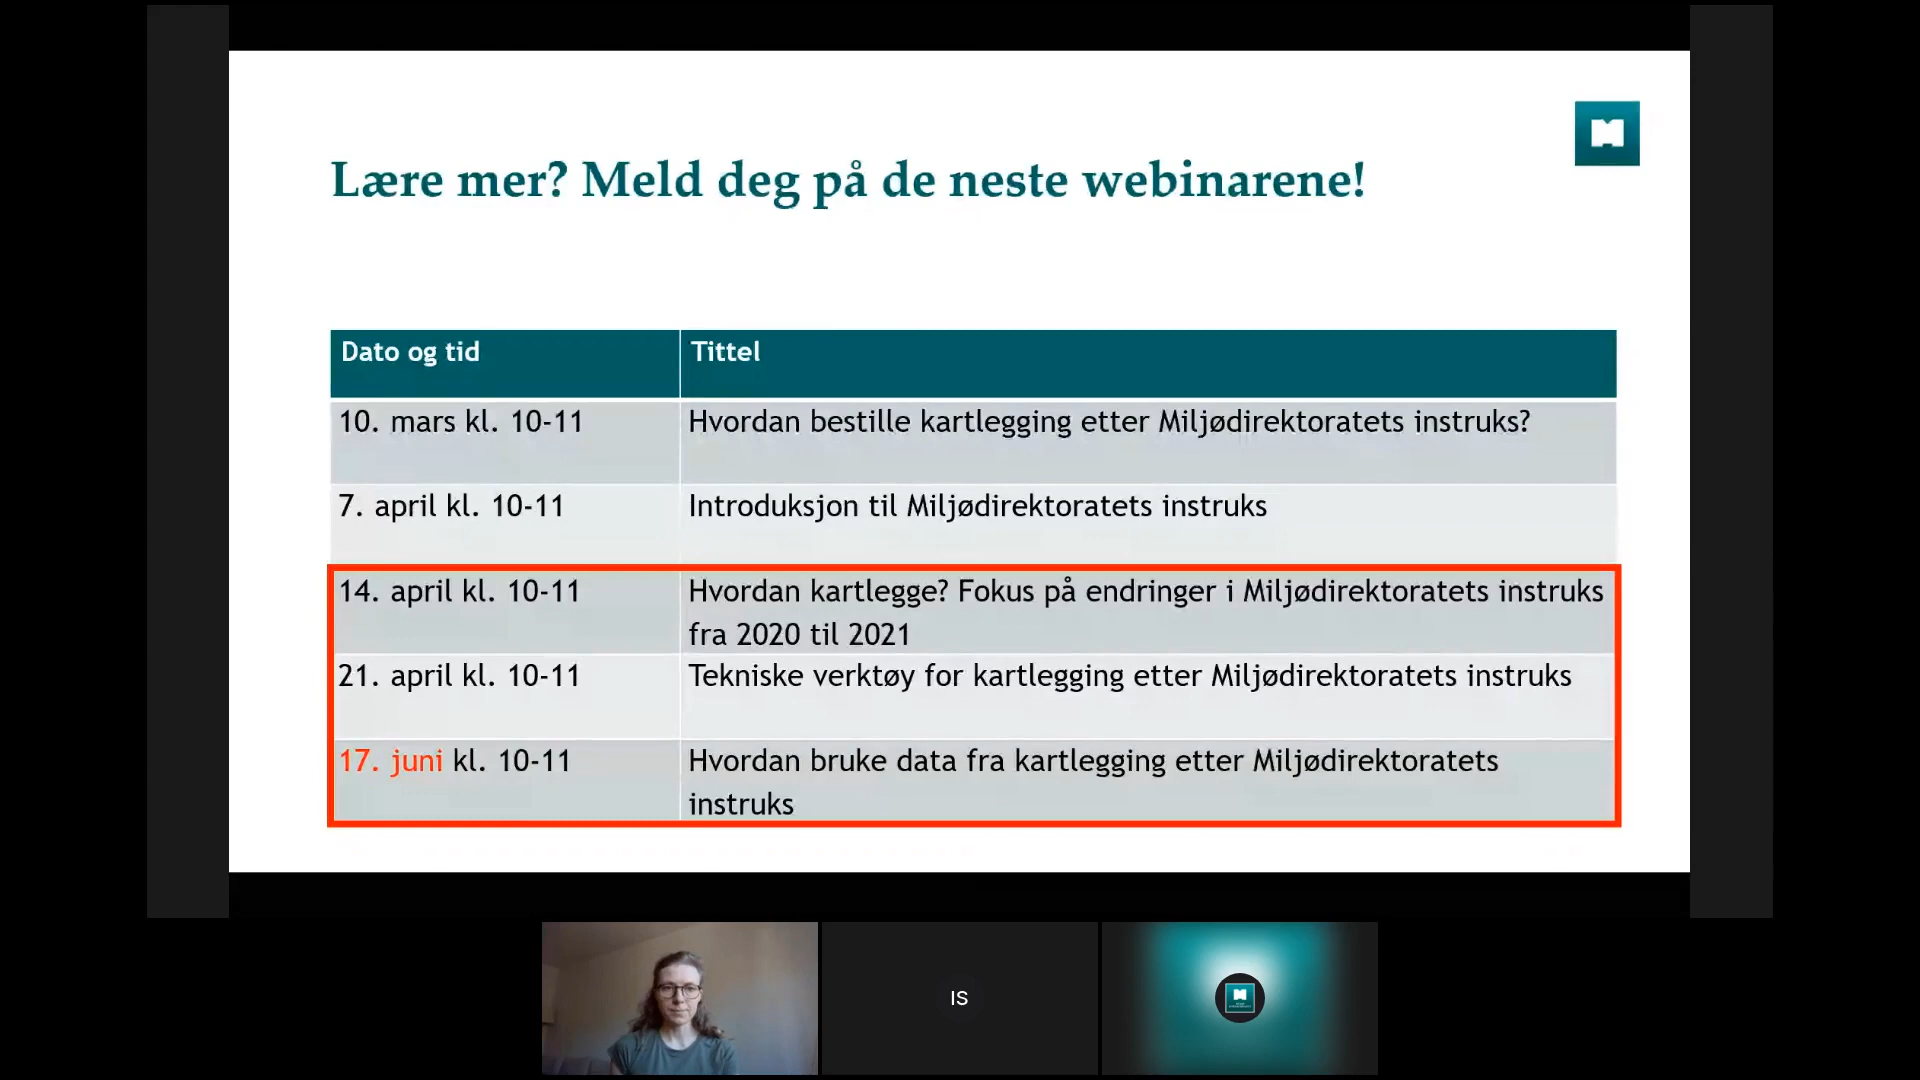 Lære mer? Meld deg på de neste webinarene!
Dato og tid
Tittel
10. mars kl. 10-11
Hvordan bestille kartlegging etter Miljødirektoratets instruks?
7. april kl. 10-11
Introduksjon til Miljødirektoratets instruks
14. april kl. 10-11
Hvordan kartlegge? Fokus på endringer i Miljødirektoratets instruks
fra 2020 til 2021
21. april kl. 10-11
Tekniske verktøy for kartlegging etter Miljødirektoratets instruks
17. juni kl. 10-11
Hvordan bruke data fra kartlegging etter Miljødirektoratets
instruks
IS